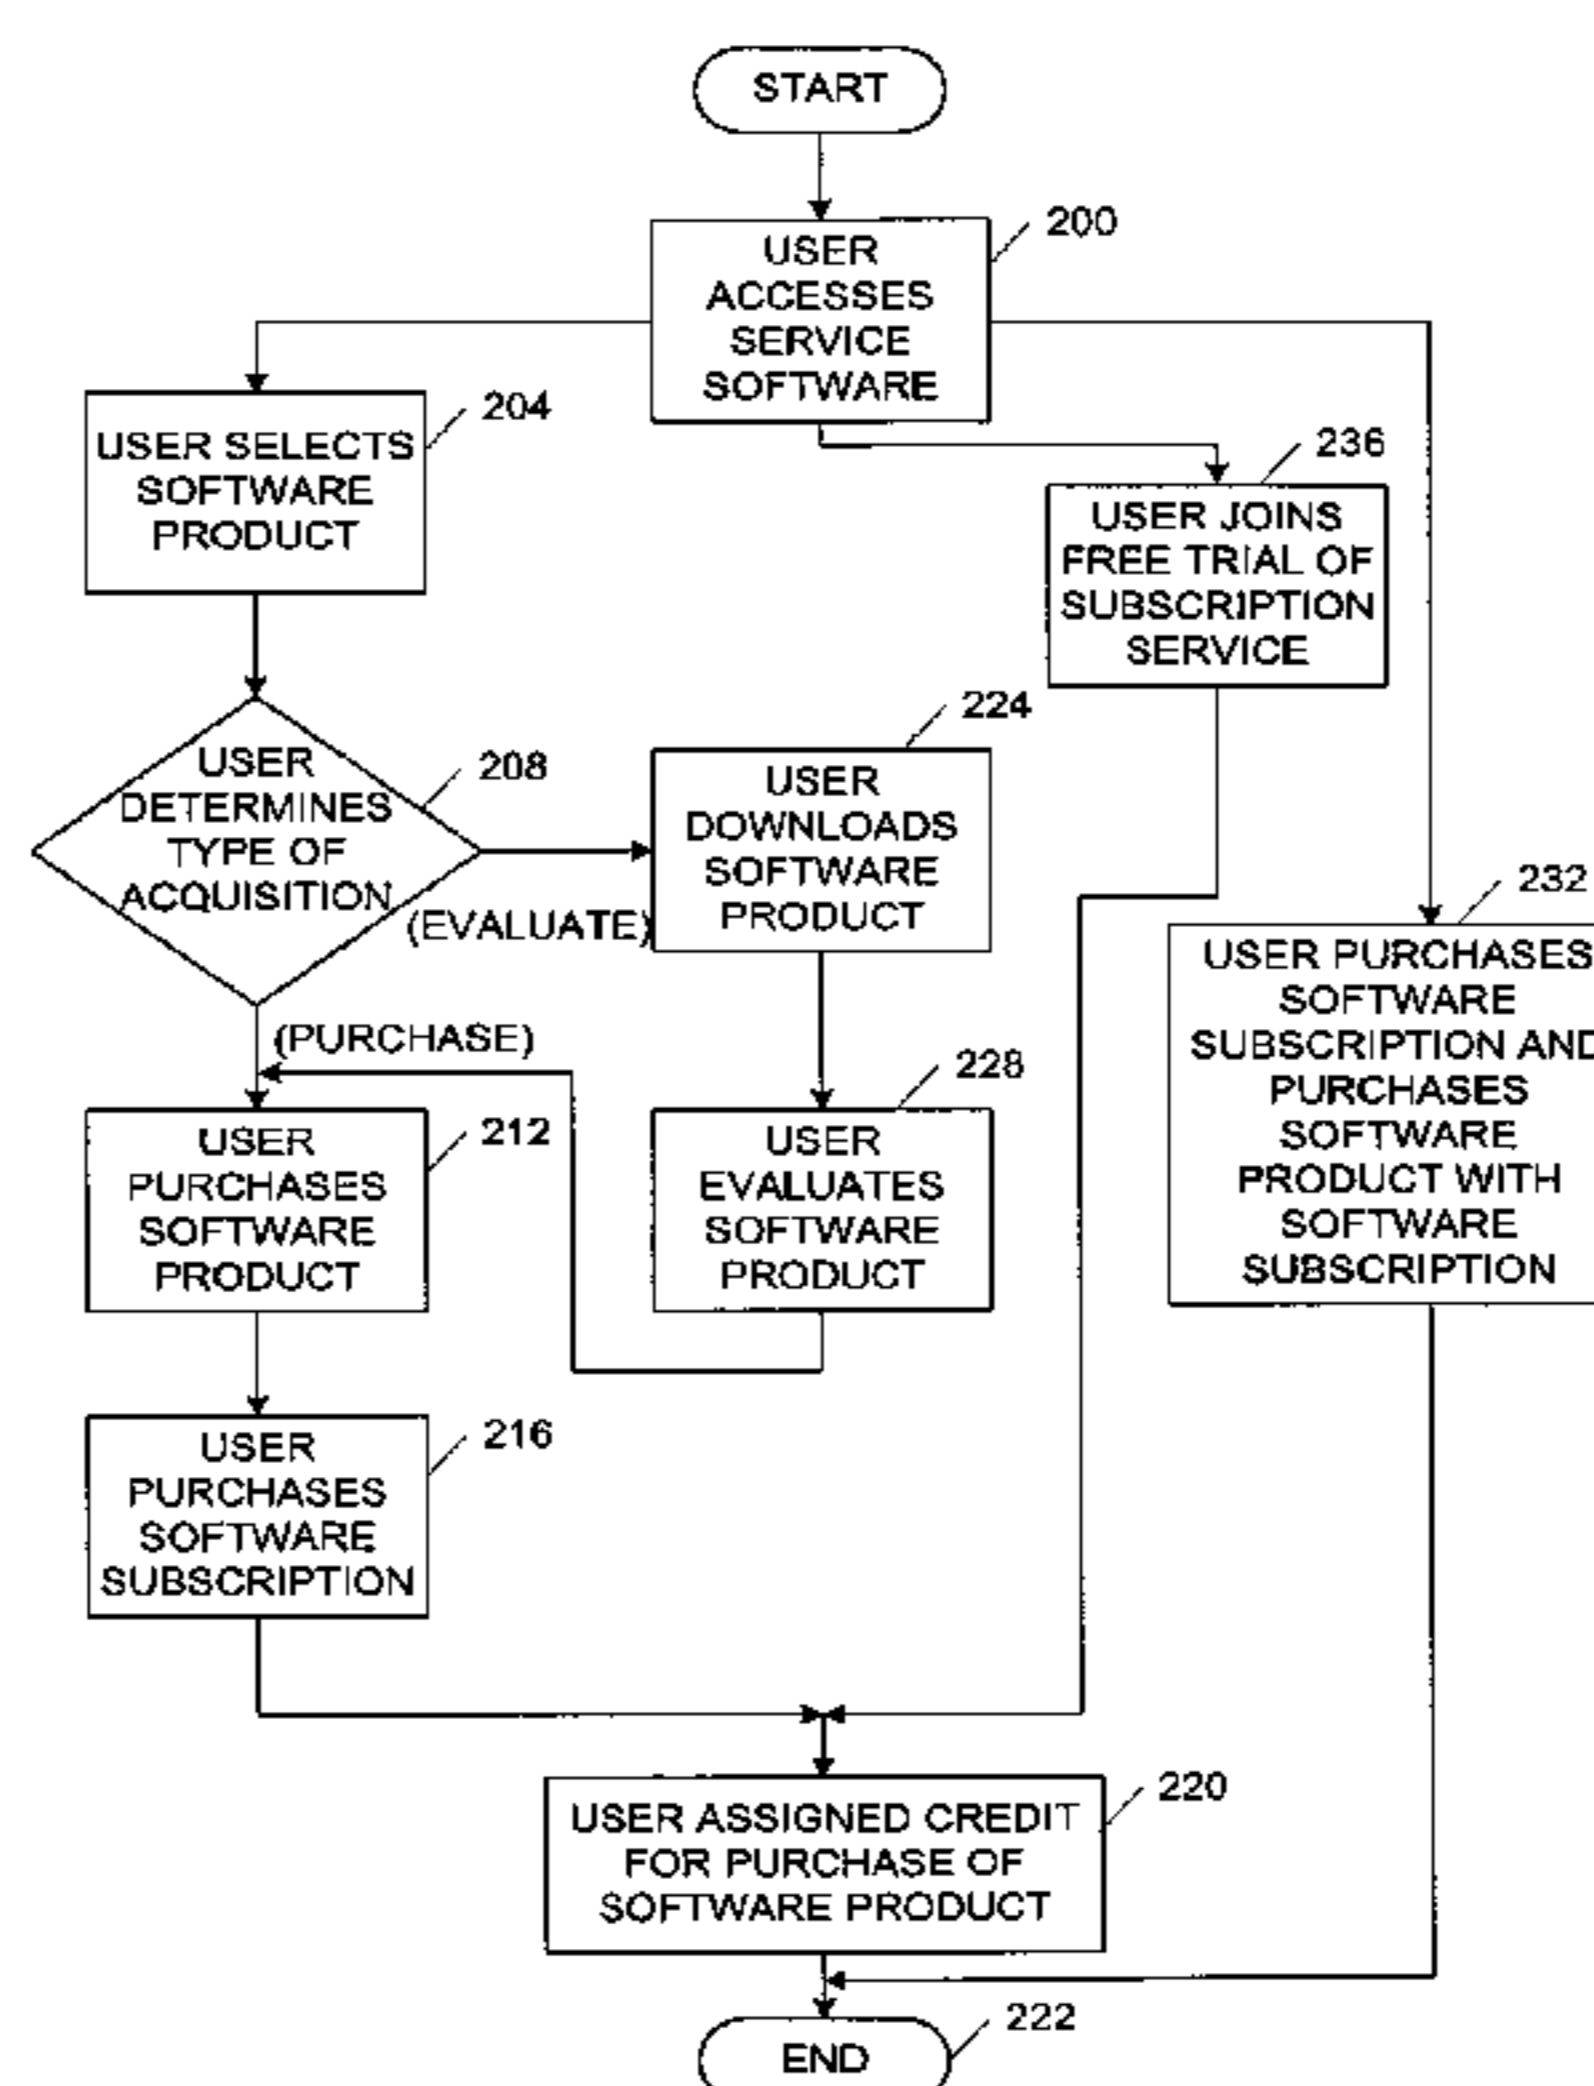 START
200
USER
ACCESSES
SERVICE
SOFTWARE
204
USER SELECTS
SOFTWARE
PRODUCT
236
USER JOINS
FREE TRIAL OF
SUBSCRIPTION
SERVICE
208
USER
DETERMINES
TYPE OF
ACQUISITION
(EVALUATE)
(PURCHASE)
224
USER
DOWNLOADS
SOFTWARE
PRODUCT
232
USER PURCHASES
SOFTWARE
SUBSCRIPTION AND
PURCHASES
SOFTWARE
PRODUCT WITH
SOFTWARE
SUBSCRIPTION
228
USER
EVALUATES
SOFTWARE
PRODUCT
212
USER
PURCHASES
SOFTWARE
PRODUCT
216
USER
PURCHASES
SOFTWARE
SUBSCRIPTION
220
USER ASSIGNED CREDIT
FOR PURCHASE OF
SOFTWARE PRODUCT
222
END